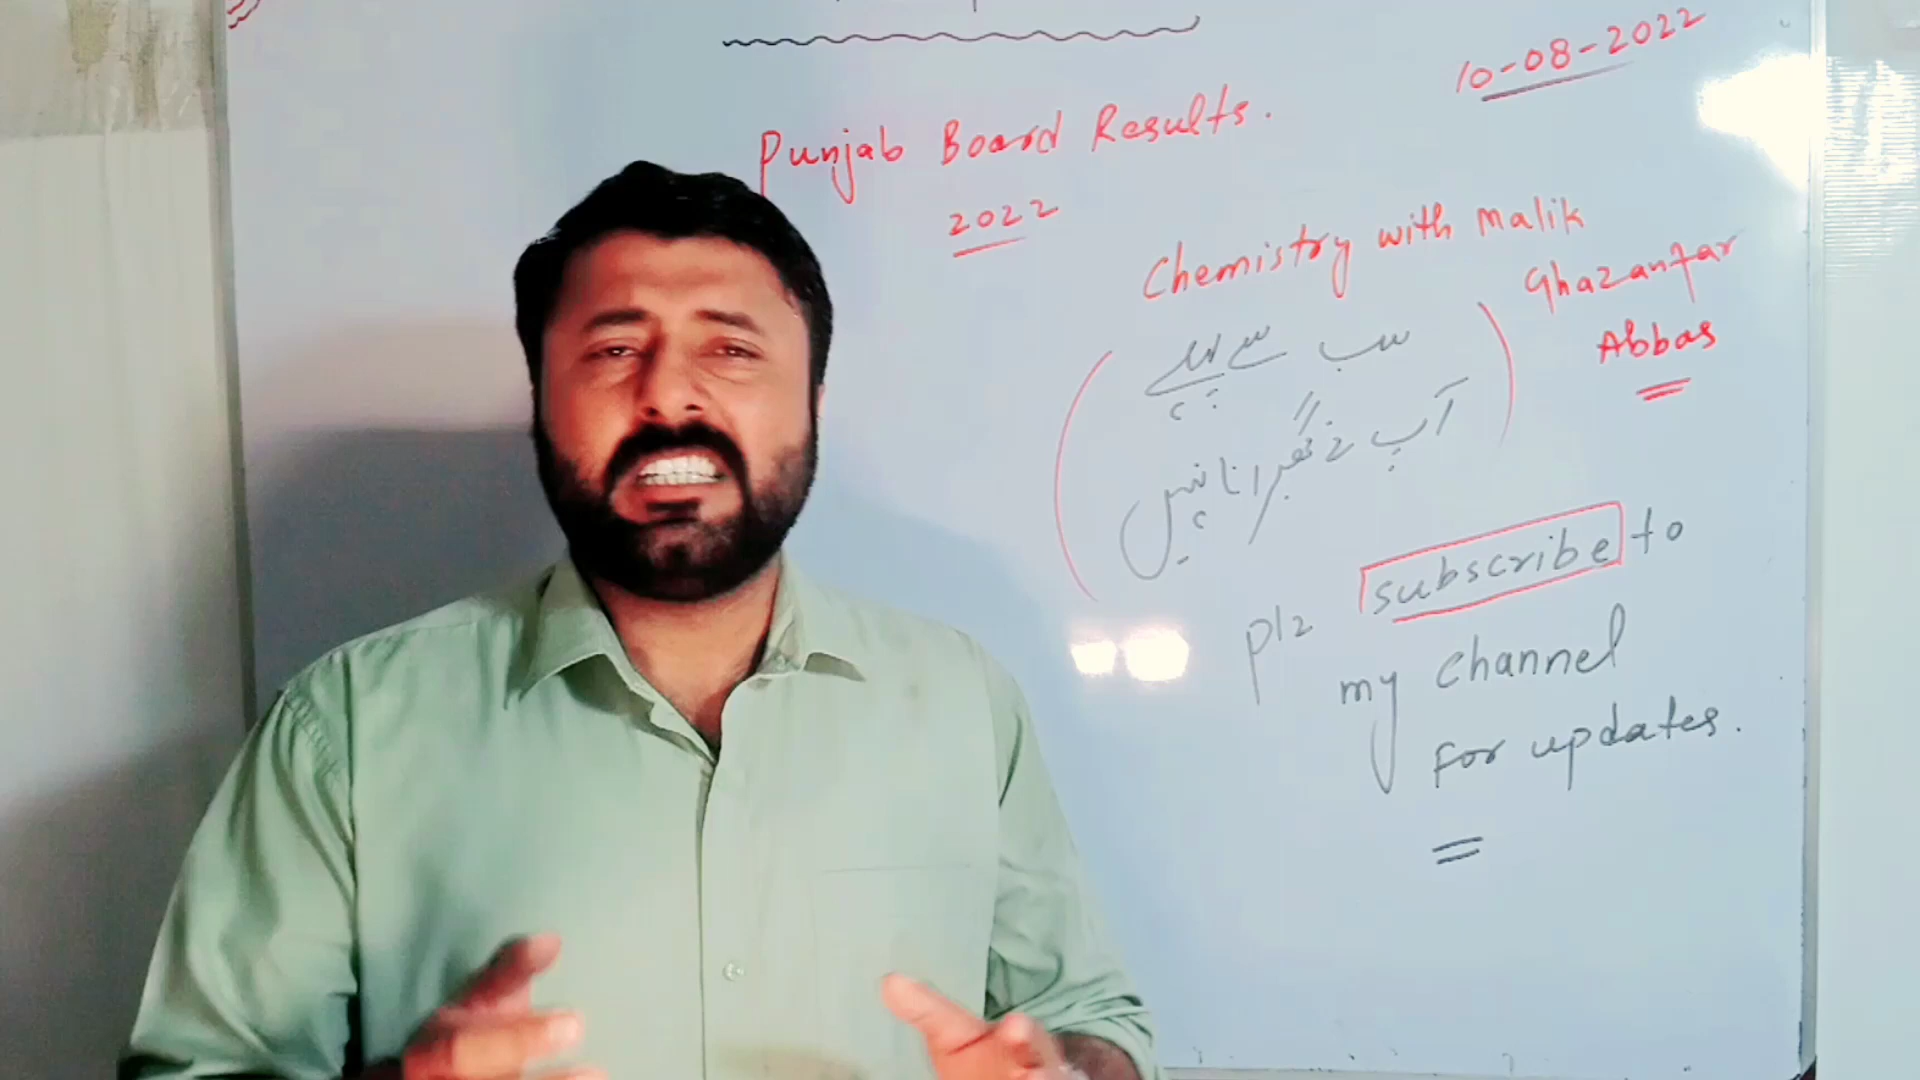 10-08-2022
Punjab Board Results.
2022
Chemistry with Malik
Ghazanfar
Abbas
سب سے پہلے
آپ نے گھبرانا نہیں
plz subscribe to
my channel
For updates.